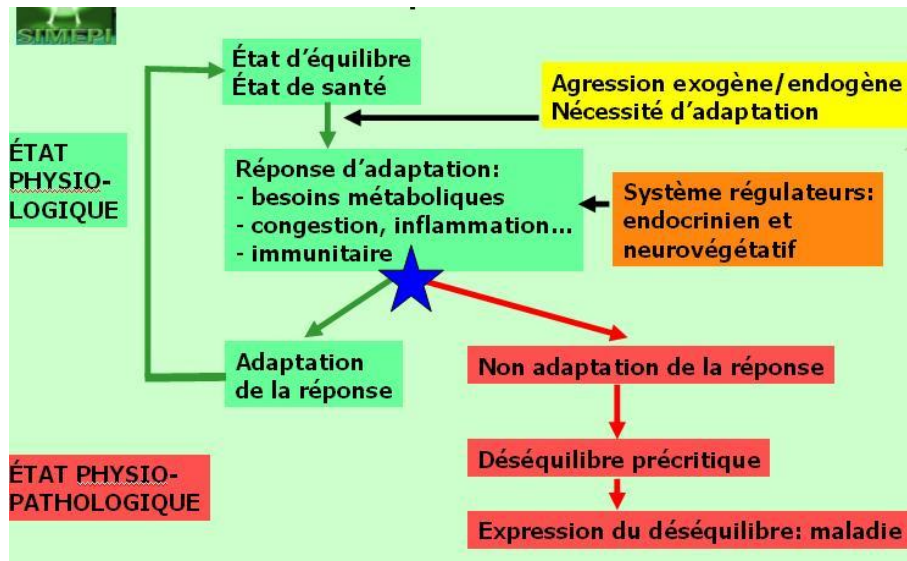 SIMEPI
État d'équilibre
État de santé
Agression exogène/endogène
Nécessité d'adaptation
ÉTAT
PHYSIO-
LOGIQUE
Réponse d'adaptation:
- besoins métaboliques
- congestion, inflammation...
- immunitaire
Système régulateurs:
endocrinien et
neurovégétatif
Adaptation
de la réponse
Non adaptation de la réponse
Déséquilibre précritique
ÉTAT PHYSIO-
PATHOLOGIQUE
Expression du déséquilibre: maladie